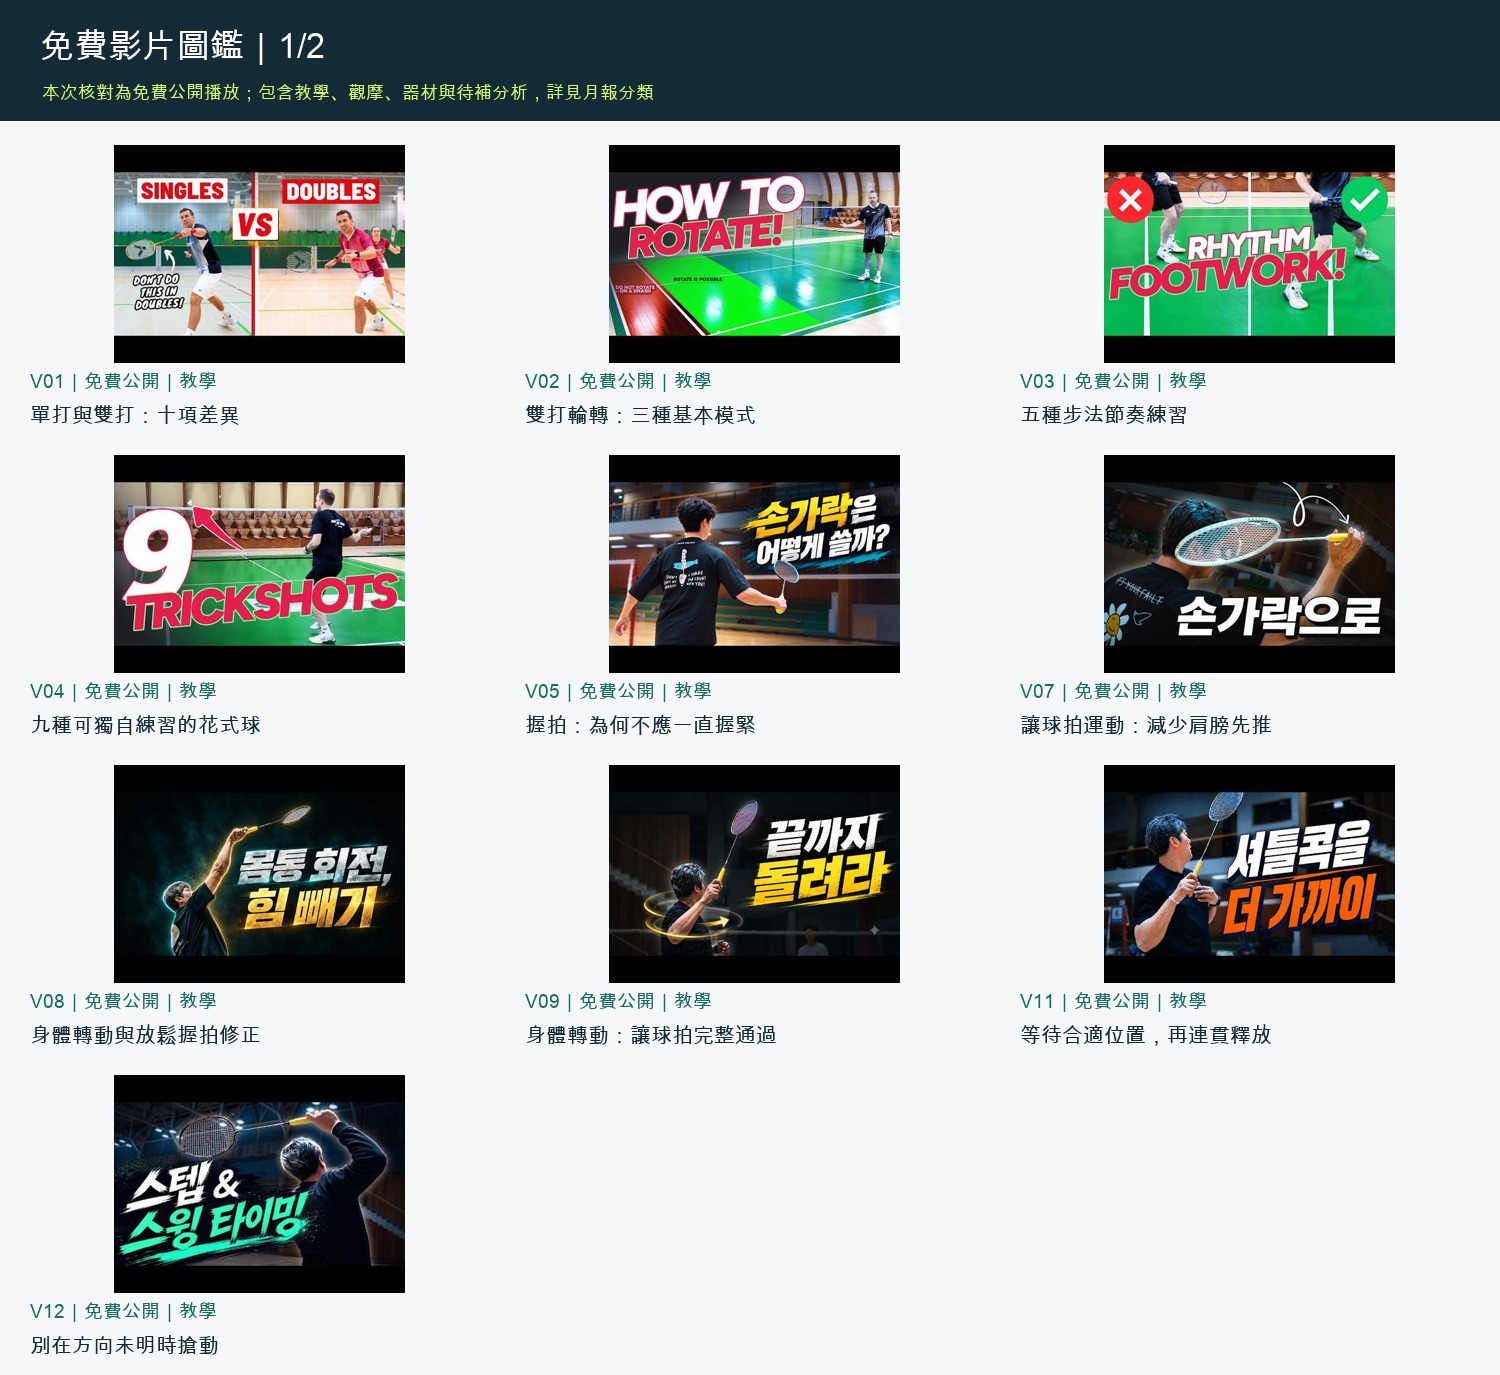 免費影片圖鑑 | 1/2
本次核對為免費公開播放；包含教學、觀摩、器材與待補分析，詳見月報分類
SINGLES
VS
DOUBLES
DON'T DO
THIS IN
DOUBLES!
V01 | 免費公開 | 教學
單打與雙打：十項差異
HOW TO
ROTATE!
ROTATE IS POSSIBLE
DO NOT ROTATE
ON A SMASH
V02 | 免費公開 | 教學
雙打輪轉：三種基本模式
RHYTHM
FOOTWORK!
V03 | 免費公開 | 教學
五種步法節奏練習
9
TRICKSHOTS
V04 | 免費公開 | 教學
九種可獨自練習的花式球
손가락은
어떻게 쓸까?
V05 | 免費公開 | 教學
握拍：為何不應一直握緊
손가락으로
V07 | 免費公開 | 教學
讓球拍運動：減少肩膀先推
몸통 회전,
힘 빼기
V08 | 免費公開 | 教學
身體轉動與放鬆握拍修正
끝까지
돌려라
V09 | 免費公開 | 教學
身體轉動：讓球拍完整通過
셔틀콕을
더 가까이
V11 | 免費公開 | 教學
等待合適位置，再連貫釋放
스텝 &
스윙 타이밍
V12 | 免費公開 | 教學
別在方向未明時搶動